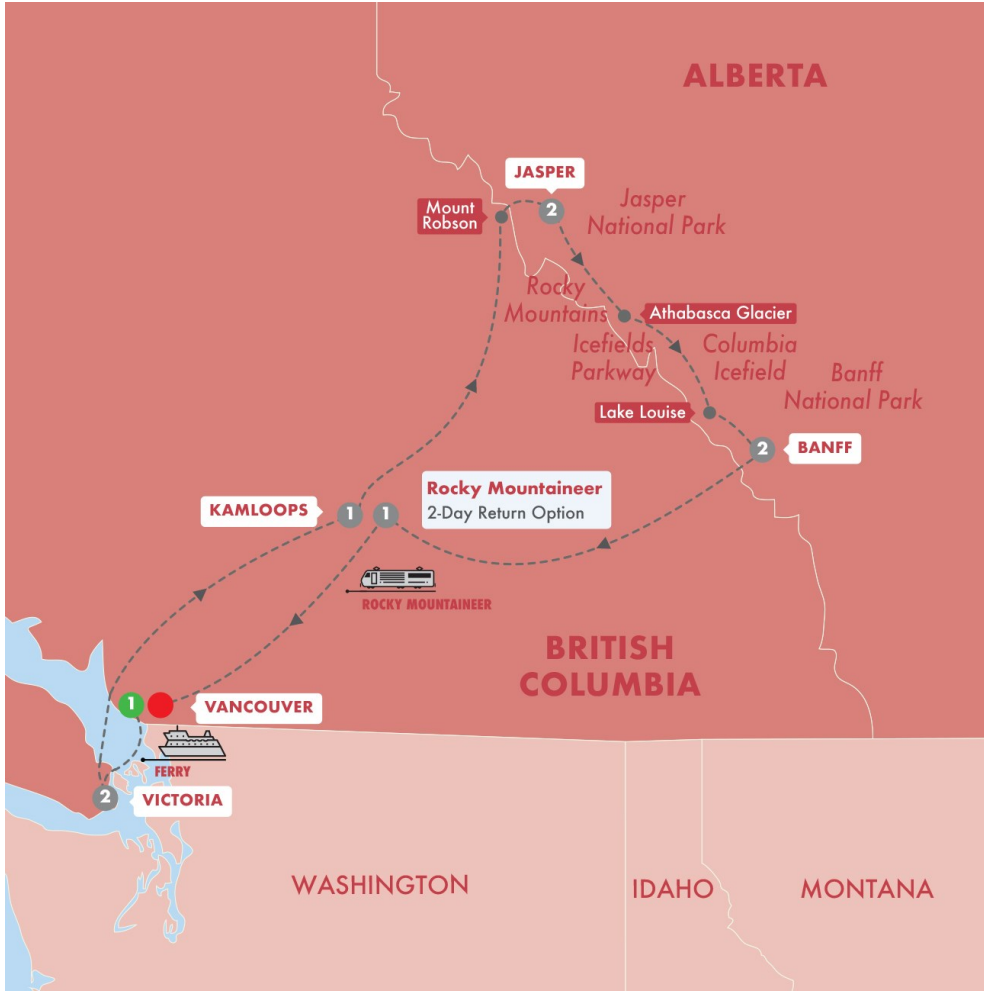 ALBERTA
JASPER
2
Mount
Robson
Jasper
National Park
Rocky
Mountains
Athabasca Glacier
Icefields
Parkway
Columbia
Icefield
Banff
National Park
Lake Louise
2
BANFF
KAMLOOPS
1
1
Rocky Mountaineer
2-Day Return Option
ROCKY MOUNTAINEER
BRITISH
COLUMBIA
1
VANCOUVER
FERRY
2
VICTORIA
WASHINGTON
IDAHO
MONTANA